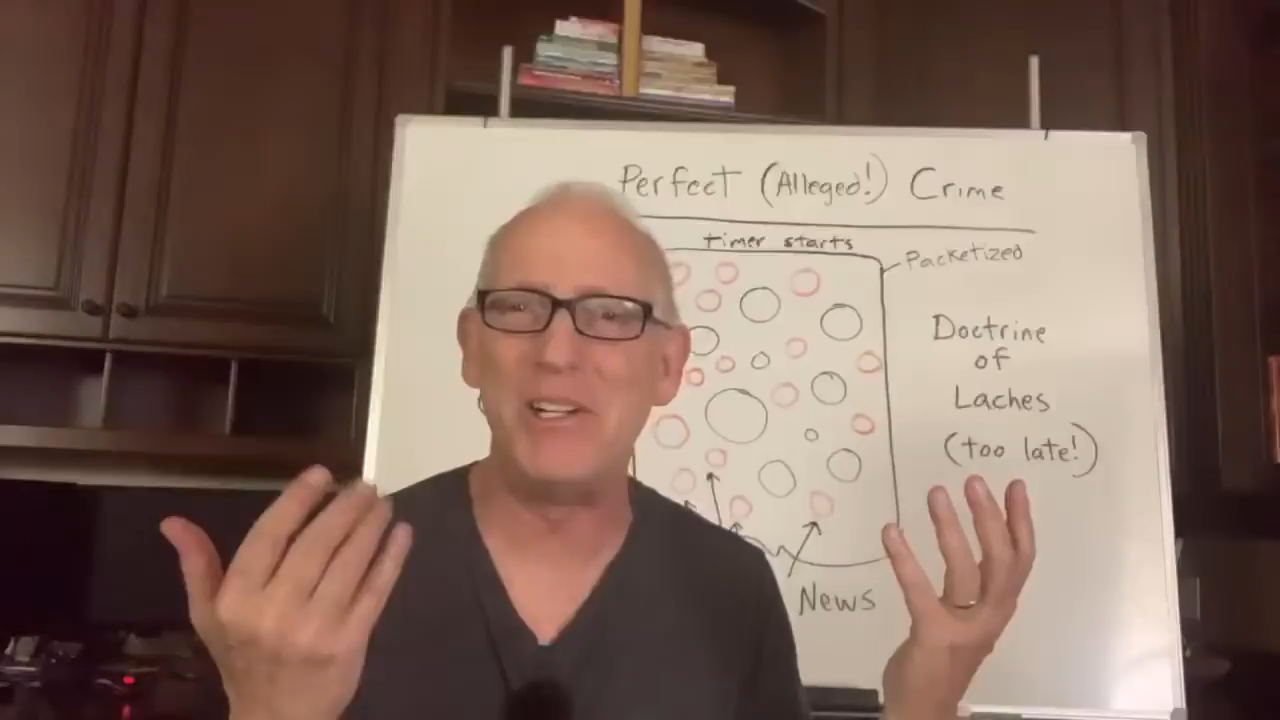 Perfect (Alleged!) Crime
timer starts
Packetized
Doctrine
of
Laches
(too late!)
News